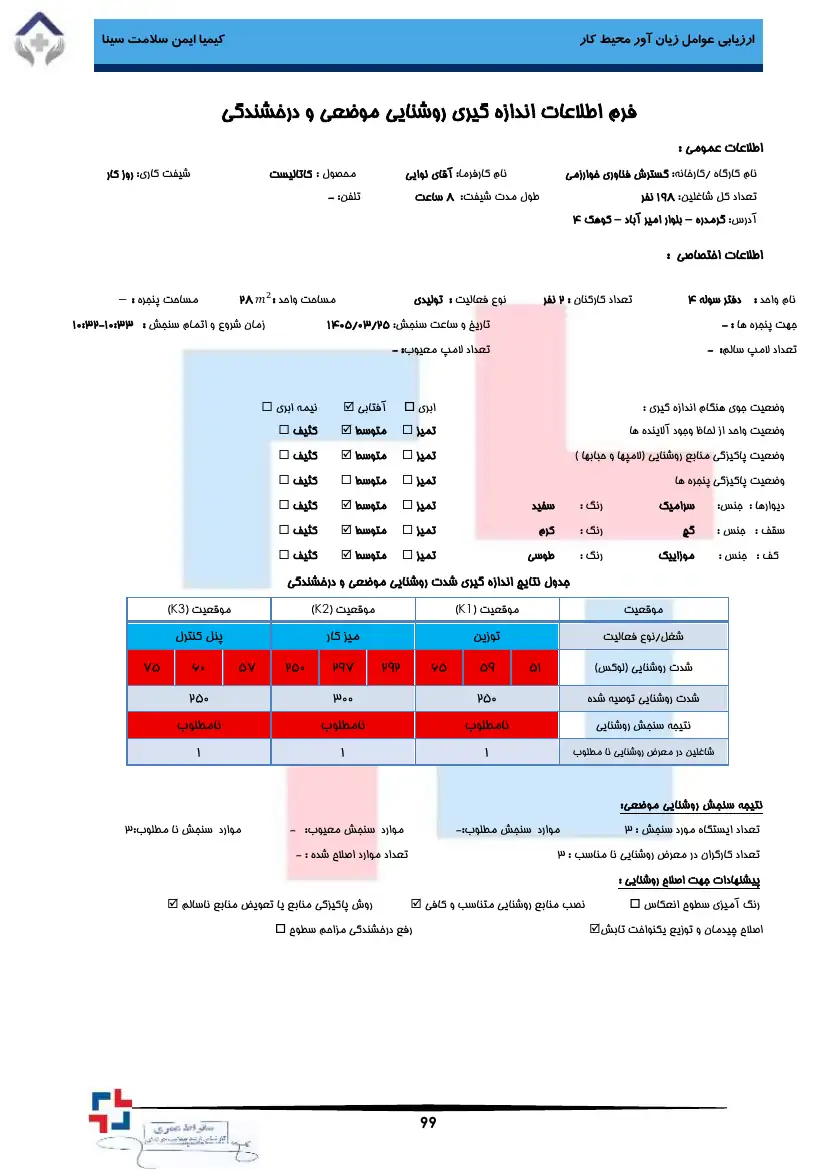 ارزیابی عوامل زیان آور محیط کار کیمیا ایمن سلامت سینا
فرم اطلاعات اندازه گیری روشنایی موضعی و درخشندگی
اطلاعات عمومی :
نام کارگاه /کارخانه: گسترش فناوری خوارزمی نام کارفرما: آقای نوایی محصول : کاتالیست شیفت کاری: روز کار
تعداد کل شاغلین: ۱۹۸ نفر طول مدت شیفت: ۸ ساعت تلفن: -
آدرس: گرمدره – بلوار امیر آباد – کوهک ۴
اطلاعات اختصاصی :
نام واحد : دفتر سوله ۴ تعداد کارکنان : ۲ نفر نوع فعالیت : تولیدی مساحت واحد : ۲۸ m² مساحت پنجره : –
جهت پنجره ها : - تاریخ و ساعت سنجش: ۱۴۰۵/۰۳/۲۵ زمان شروع و اتمام سنجش : ۱۰:۳۲-۱۰:۳۳
تعداد لامپ سالم: - تعداد لامپ معیوب: -
وضعیت جوی هنگام اندازه گیری : ابری ☐ آفتابی ☑ نیمه ابری ☐
وضعیت واحد از لحاظ وجود آلاینده ها تمیز ☐ متوسط ☑ کثیف ☐
وضعیت پاکیزگی منابع روشنایی (لامپها و حبابها ) تمیز ☐ متوسط ☑ کثیف ☐
وضعیت پاکیزگی پنجره ها تمیز ☐ متوسط ☐ کثیف ☐
دیوارها : جنس: سرامیک رنگ : سفید تمیز ☐ متوسط ☑ کثیف ☐
سقف : جنس : گچ رنگ : کرم تمیز ☐ متوسط ☑ کثیف ☐
کف : جنس : موزاییک رنگ : طوسی تمیز ☐ متوسط ☑ کثیف ☐
جدول نتایج اندازه گیری شدت روشنایی موضعی و درخشندگی
موقعیت موقعیت (K1) موقعیت (K2) موقعیت (K3)
شغل/نوع فعالیت توزین میز کار پنل کنترل
شدت روشنایی (لوکس) ۵۱ ۵۹ ۶۵ ۲۹۲ ۲۹۷ ۲۵۰ ۵۷ ۶۰ ۷۵
شدت روشنایی توصیه شده ۲۵۰ ۳۰۰ ۲۵۰
نتیجه سنجش روشنایی نامطلوب نامطلوب نامطلوب
شاغلین در معرض روشنایی نا مطلوب ۱ ۱ ۱
نتیجه سنجش روشنایی موضعی:
تعداد ایستگاه مورد سنجش : ۳ موارد سنجش مطلوب:- موارد سنجش معیوب: - موارد سنجش نا مطلوب:۳
تعداد کارگران در معرض روشنایی نا مناسب : ۳ تعداد موارد اصلاح شده : -
پیشنهادات جهت اصلاح روشنایی :
رنگ آمیزی سطوح انعکاس ☐ نصب منابع روشنایی متناسب و کافی ☑ روش پاکیزگی منابع یا تعویض منابع ناسالم ☑
اصلاح چیدمان و توزیع یکنواخت تابش☑ رفع درخشندگی مزاحم سطوح ☐
99